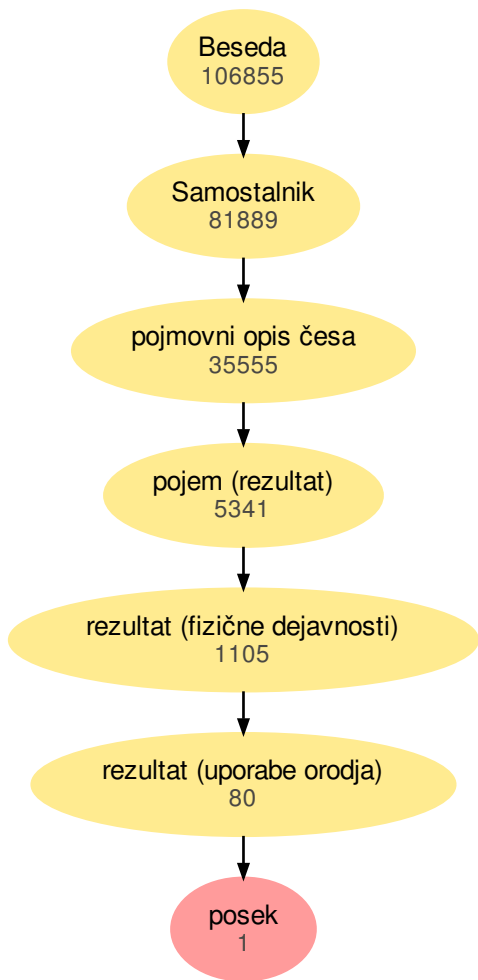 Beseda
106855
Samostalnik
81889
pojmovni opis česa
35555
pojem (rezultat)
5341
rezultat (fizične dejavnosti)
1105
rezultat (uporabe orodja)
80
posek
1